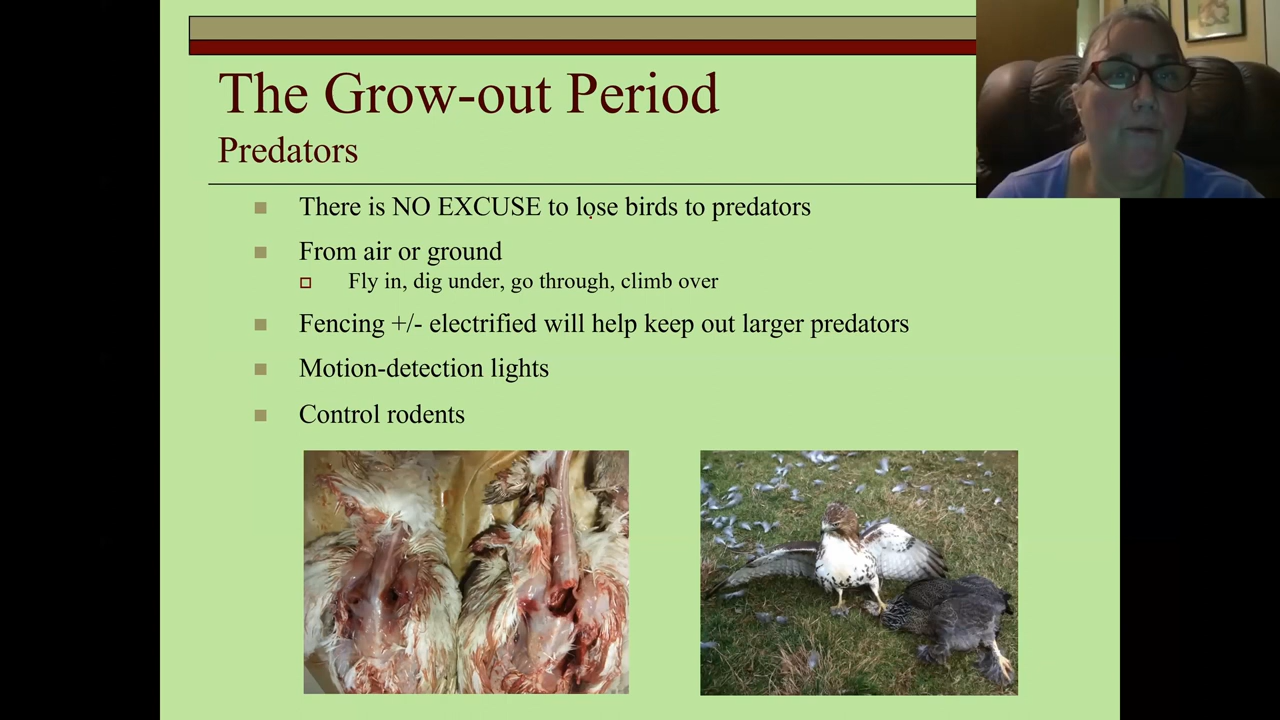 The Grow-out Period
Predators
There is NO EXCUSE to lose birds to predators
From air or ground
Fly in, dig under, go through, climb over
Fencing +/- electrified will help keep out larger predators
Motion-detection lights
Control rodents